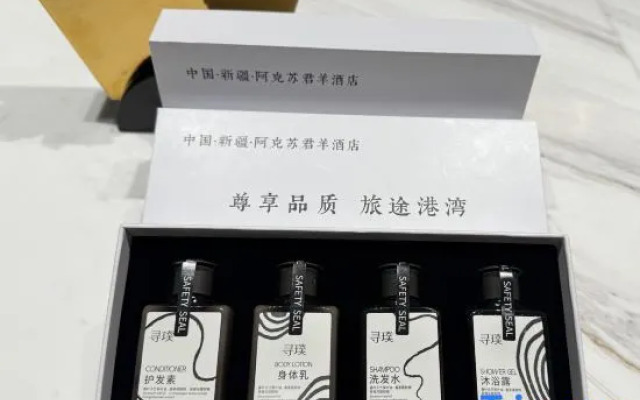 中国·新疆·阿克苏君羊酒店
中国·新疆·阿克苏君羊酒店
尊享品质 旅途港湾
SAFETY SEAL
寻璞
CONDITIONER
护发素
SAFETY SEAL
寻璞
BODY LOTION
身体乳
SAFETY SEAL
寻璞
SHAMPOO
洗发水
SAFETY SEAL
寻璞
SHOWER GEL
沐浴露